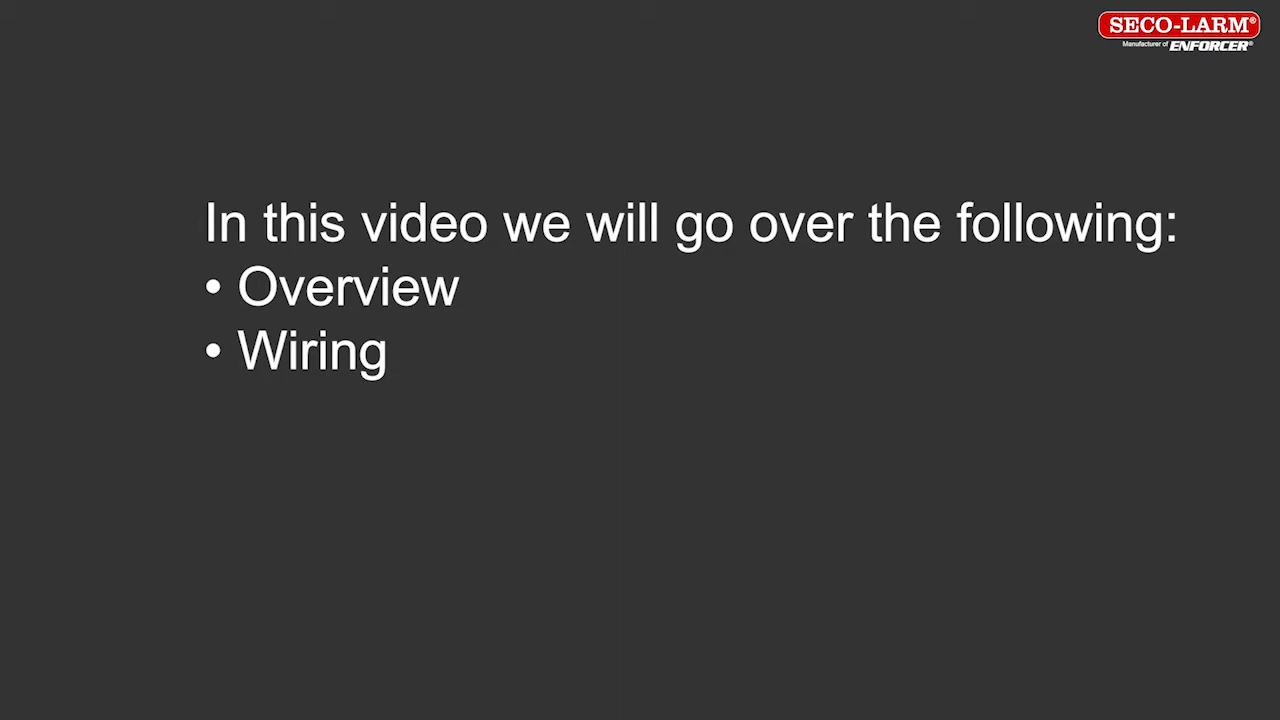 SECO-LARM®
Manufacturer of ENFORCER®
In this video we will go over the following:
• Overview
• Wiring